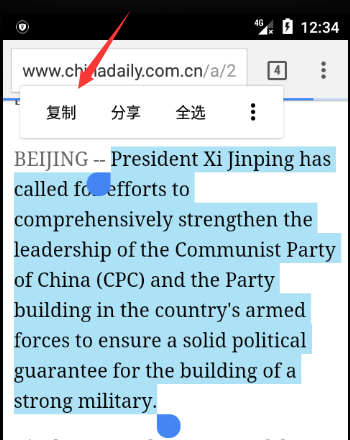 4G 12:34
www.chinadaily.com.cn/a/2 4
复制 分享 全选
BEIJING -- President Xi Jinping has
called for efforts to
comprehensively strengthen the
leadership of the Communist Party
of China (CPC) and the Party
building in the country's armed
forces to ensure a solid political
guarantee for the building of a
strong military.